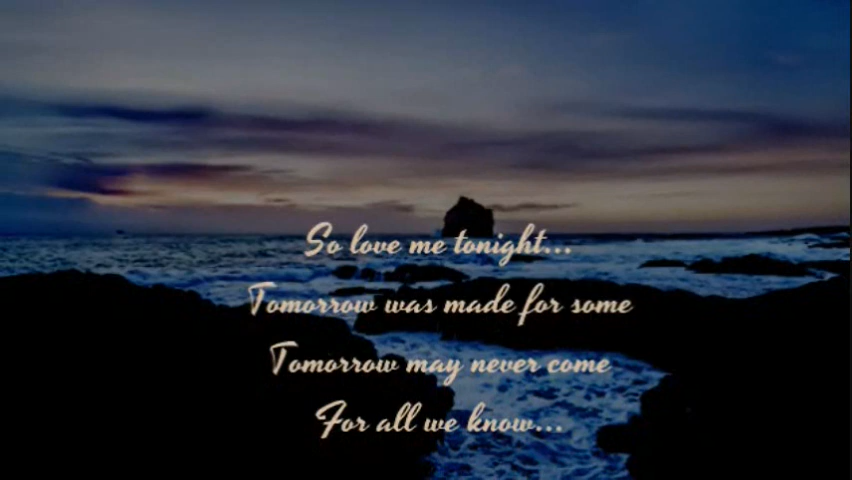 So love me tonight...
Tomorrow was made for some
Tomorrow may never come
For all we know...